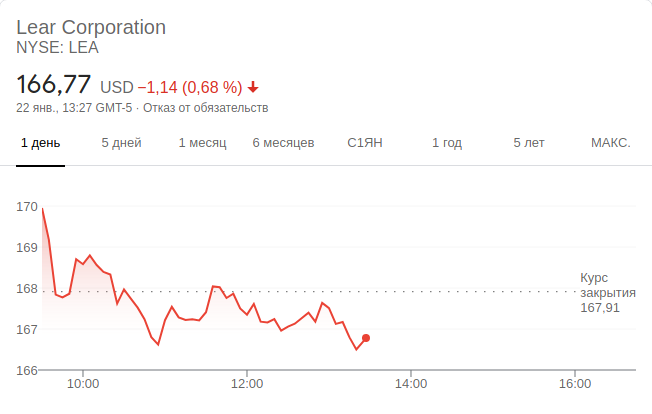 Lear Corporation
NYSE: LEA
166,77 USD −1,14 (0,68 %)
22 янв., 13:27 GMT-5 · Отказ от обязательств
1 день 5 дней 1 месяц 6 месяцев С1ЯН 1 год 5 лет МАКС.
170
169
168
167
166
Курс
закрытия
167,91
10:00 12:00 14:00 16:00